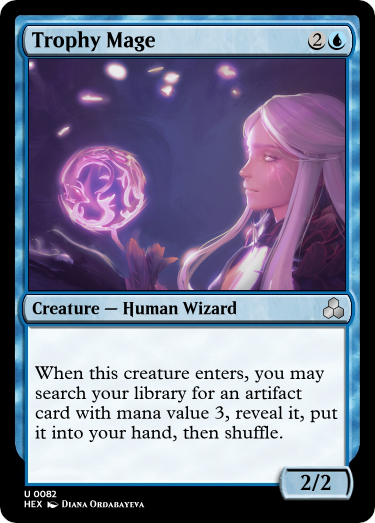 Trophy Mage 2
Creature — Human Wizard
When this creature enters, you may
search your library for an artifact
card with mana value 3, reveal it, put
it into your hand, then shuffle.
2/2
U 0082
HEX Diana Ordabayeva